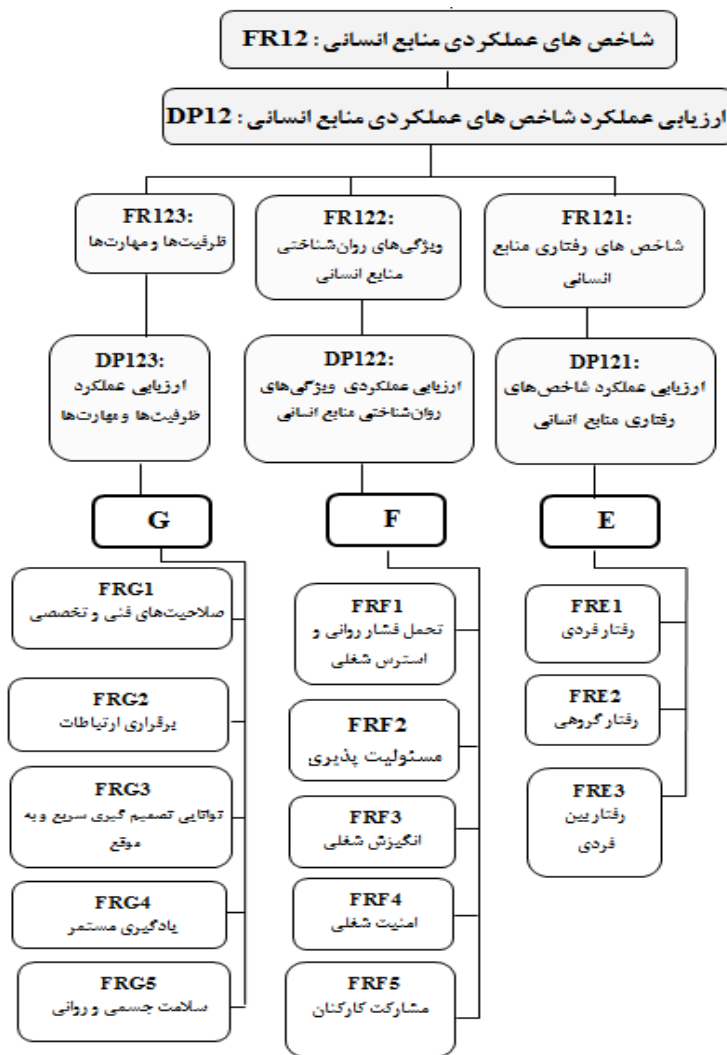 شاخص های عملکردی منابع انسانی : FR12
ارزیابی عملکرد شاخص های عملکردی منابع انسانی : DP12
FR121:
شاخص های رفتاری منابع
انسانی
FR122:
ویژگی‌های روان‌شناختی
منابع انسانی
FR123:
ظرفیت‌ها و مهارت‌ها
DP121:
ارزیابی عملکرد شاخص‌های
رفتاری منابع انسانی
DP122:
ارزیابی عملکردی ویژگی‌های
روان‌شناختی منابع انسانی
DP123:
ارزیابی عملکرد
ظرفیت‌ها و مهارت‌ها
E
F
G
FRE1
رفتار فردی
FRE2
رفتار گروهی
FRE3
رفتار بین
فردی
FRF1
تحمل فشار روانی و
استرس شغلی
FRF2
مسئولیت پذیری
FRF3
انگیزش شغلی
FRF4
امنیت شغلی
FRF5
مشارکت کارکنان
FRG1
صلاحیت‌های فنی و تخصصی
FRG2
برقراری ارتباطات
FRG3
توانایی تصمیم گیری سریع و به
موقع
FRG4
یادگیری مستمر
FRG5
سلامت جسمی و روانی